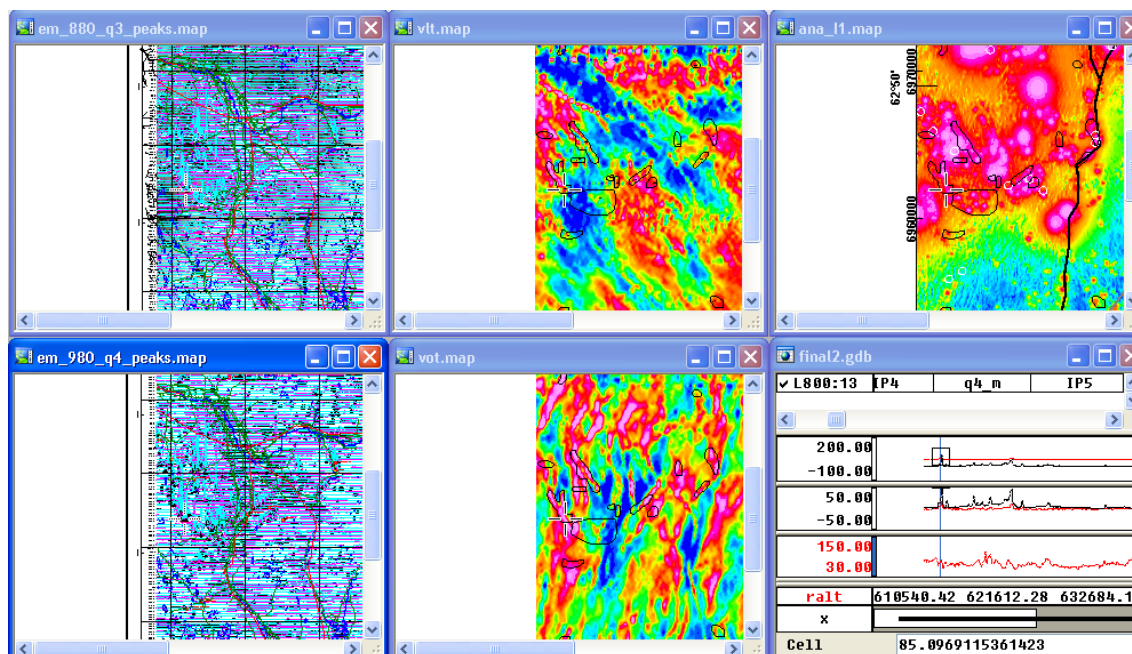 em_880_q3_peaks.map
vlt.map
ana_l1.map
62°50'
6970000
6960000
em_980_q4_peaks.map
vot.map
final2.gdb
L800:13 IP4 q4_m IP5
200.00
-100.00
50.00
-50.00
150.00
30.00
ralt 610540.42 621612.28 632684.1
x
Cell 85.0969115361423